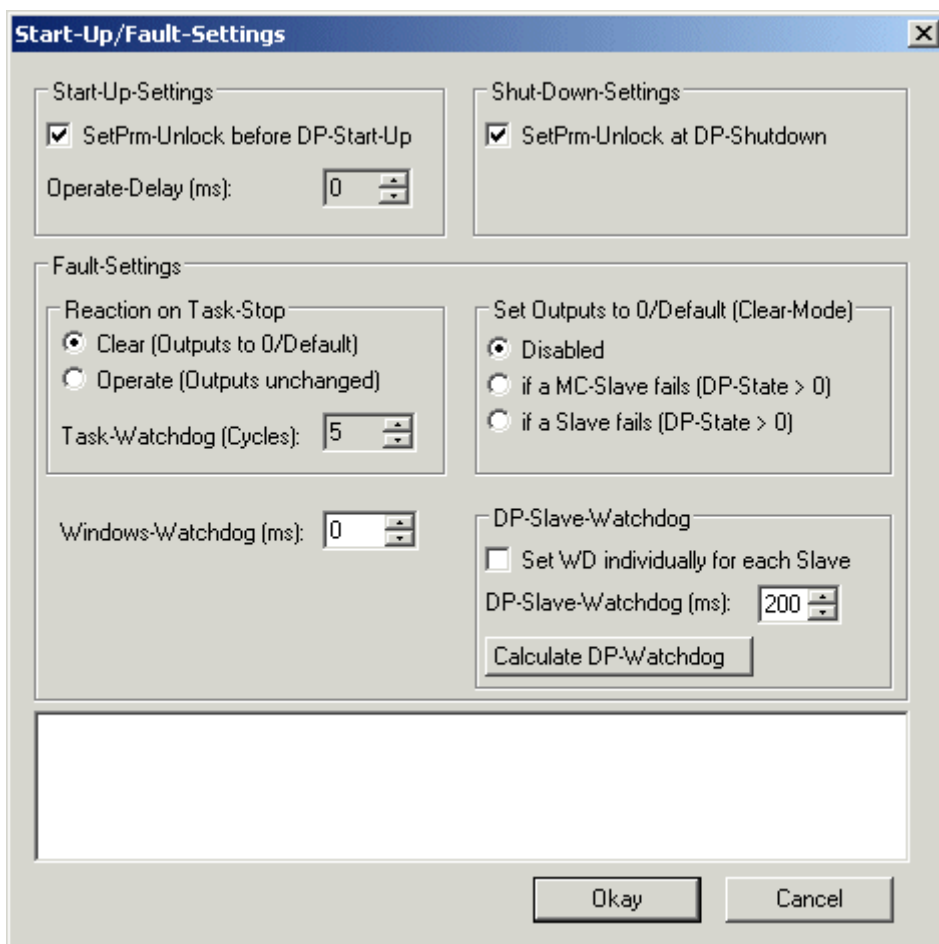 Start-Up/Fault-Settings
Start-Up-Settings
SetPrm-Unlock before DP-Start-Up
Operate-Delay (ms): 0
Shut-Down-Settings
SetPrm-Unlock at DP-Shutdown
Fault-Settings
Reaction on Task-Stop
Clear (Outputs to 0/Default)
Operate (Outputs unchanged)
Task-Watchdog (Cycles): 5
Set Outputs to 0/Default (Clear-Mode)
Disabled
if a MC-Slave fails (DP-State > 0)
if a Slave fails (DP-State > 0)
Windows-Watchdog (ms): 0
DP-Slave-Watchdog
Set WD individually for each Slave
DP-Slave-Watchdog (ms): 200
Calculate DP-Watchdog
Okay
Cancel